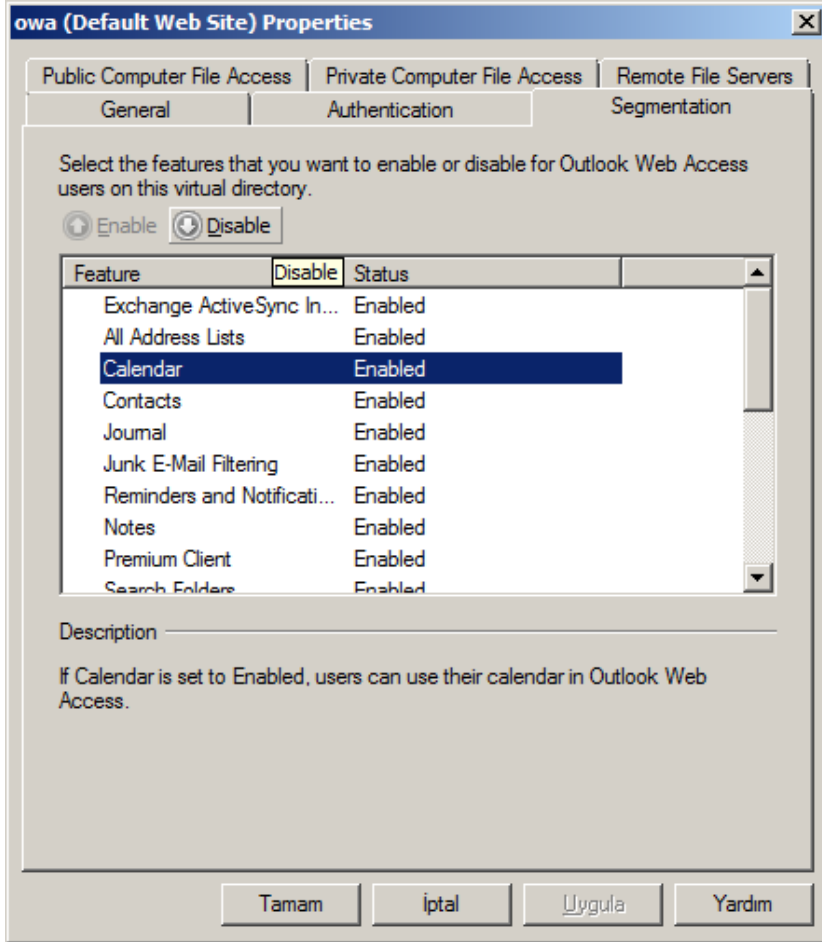 owa (Default Web Site) Properties
Public Computer File Access
Private Computer File Access
Remote File Servers
General
Authentication
Segmentation
Select the features that you want to enable or disable for Outlook Web Access
users on this virtual directory.
Enable
Disable
Feature
Disable
Status
Exchange ActiveSync In... Enabled
All Address Lists Enabled
Calendar Enabled
Contacts Enabled
Journal Enabled
Junk E-Mail Filtering Enabled
Reminders and Notificati... Enabled
Notes Enabled
Premium Client Enabled
Search Folders Enabled
Description
If Calendar is set to Enabled, users can use their calendar in Outlook Web
Access.
Tamam
İptal
Uygula
Yardım